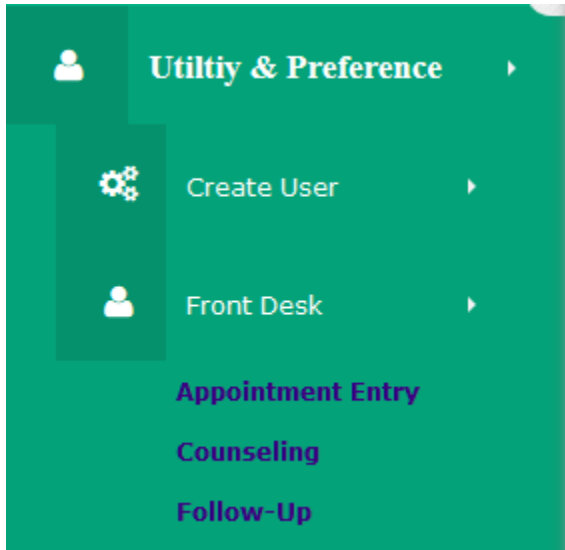 Utiltiy & Preference
Create User
Front Desk
Appointment Entry
Counseling
Follow-Up